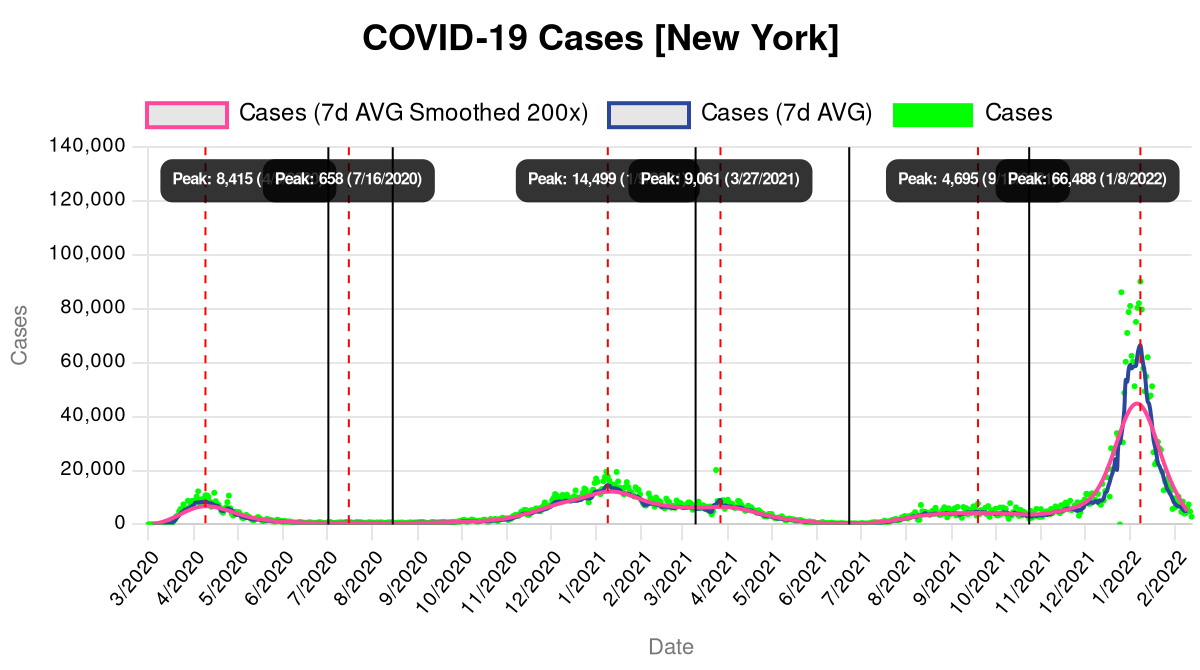 COVID-19 Cases [New York]
Cases (7d AVG Smoothed 200x)
Cases (7d AVG)
Cases
140,000
120,000
100,000
80,000
60,000
40,000
20,000
0
Cases
Peak: 8,415 (4/
Peak: 658 (7/16/2020)
Peak: 14,499 (1/
Peak: 9,061 (3/27/2021)
Peak: 4,695 (9/1
Peak: 66,488 (1/8/2022)
3/2020
4/2020
5/2020
6/2020
7/2020
8/2020
9/2020
10/2020
11/2020
12/2020
1/2021
2/2021
3/2021
4/2021
5/2021
6/2021
7/2021
8/2021
9/2021
10/2021
11/2021
12/2021
1/2022
2/2022
Date